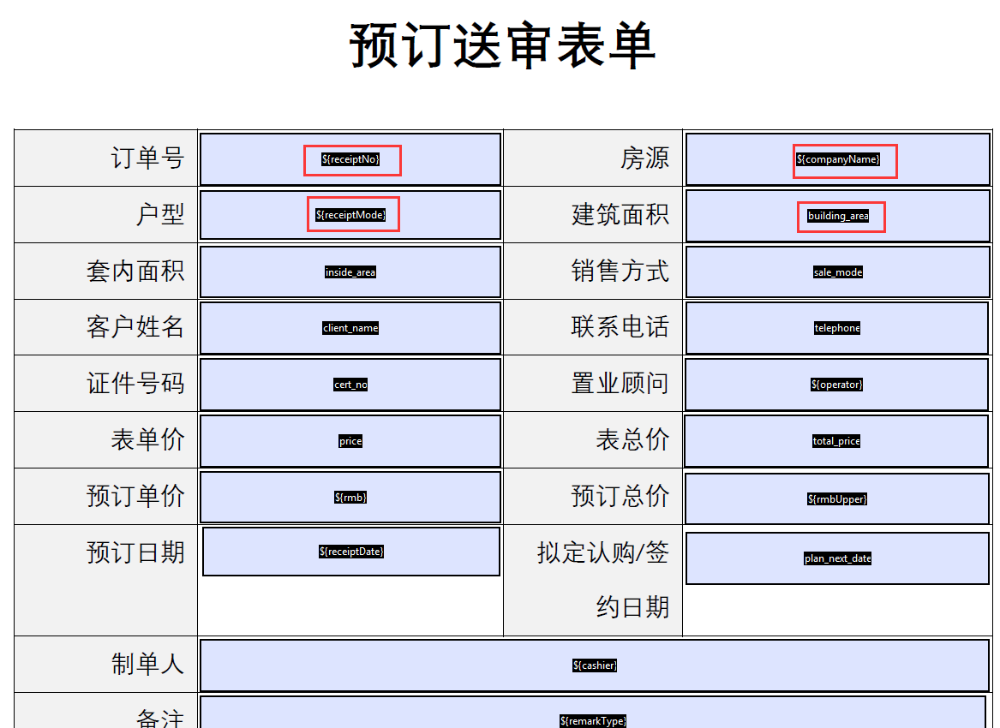 预订送审表单
订单号 ${receiptNo} 房源 ${companyName}
户型 ${receiptMode} 建筑面积 building_area
套内面积 inside_area 销售方式 sale_mode
客户姓名 client_name 联系电话 telephone
证件号码 cert_no 置业顾问 ${operator}
表单价 price 表总价 total_price
预订单价 ${rmb} 预订总价 ${rmbUpper}
预订日期 ${receiptDate} 拟定认购/签 plan_next_date
约日期
制单人 ${cashier}
备注 ${remarkType}